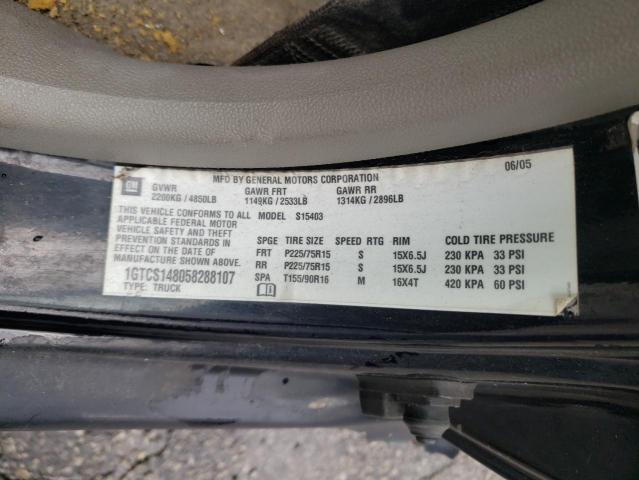 06/05
GM
MFD BY GENERAL MOTORS CORPORATION
GVWR GAWR FRT GAWR RR
2200KG / 4850LB 1149KG / 2533LB 1314KG / 2896LB
THIS VEHICLE CONFORMS TO ALL MODEL S15403
APPLICABLE FEDERAL MOTOR
VEHICLE SAFETY AND THEFT
PREVENTION STANDARDS IN
EFFECT ON THE DATE OF
MANUFACTURE SHOWN ABOVE.
1GTCS148058288107
TYPE: TRUCK
SPGE TIRE SIZE SPEED RTG RIM COLD TIRE PRESSURE
FRT P225/75R15 S 15X6.5J 230 KPA 33 PSI
RR P225/75R15 S 15X6.5J 230 KPA 33 PSI
SPA T155/90R16 M 16X4T 420 KPA 60 PSI